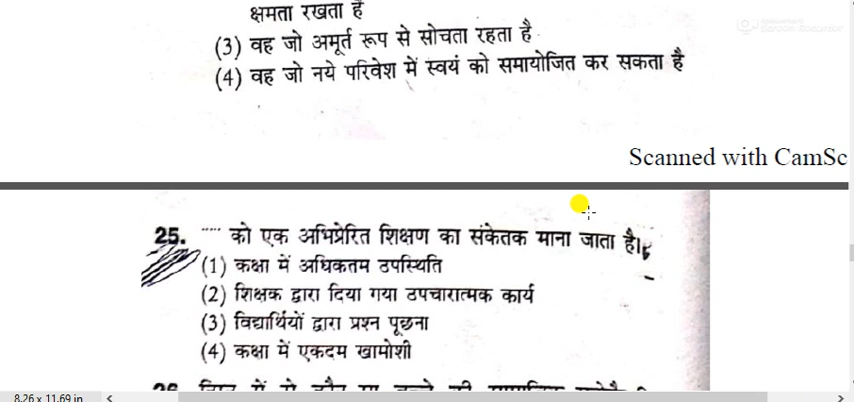 क्षमता रखता है
(3) वह जो अमूर्त रूप से सोचता रहता है
(4) वह जो नये परिवेश में स्वयं को समायोजित कर सकता है
Scanned with CamSc
25. .... को एक अभिप्रेरित शिक्षण का संकेतक माना जाता है।
(1) कक्षा में अधिकतम उपस्थिति
(2) शिक्षक द्वारा दिया गया उपचारात्मक कार्य
(3) विद्यार्थियों द्वारा प्रश्न पूछना
(4) कक्षा में एकदम खामोशी
8.26 x 11.69 in